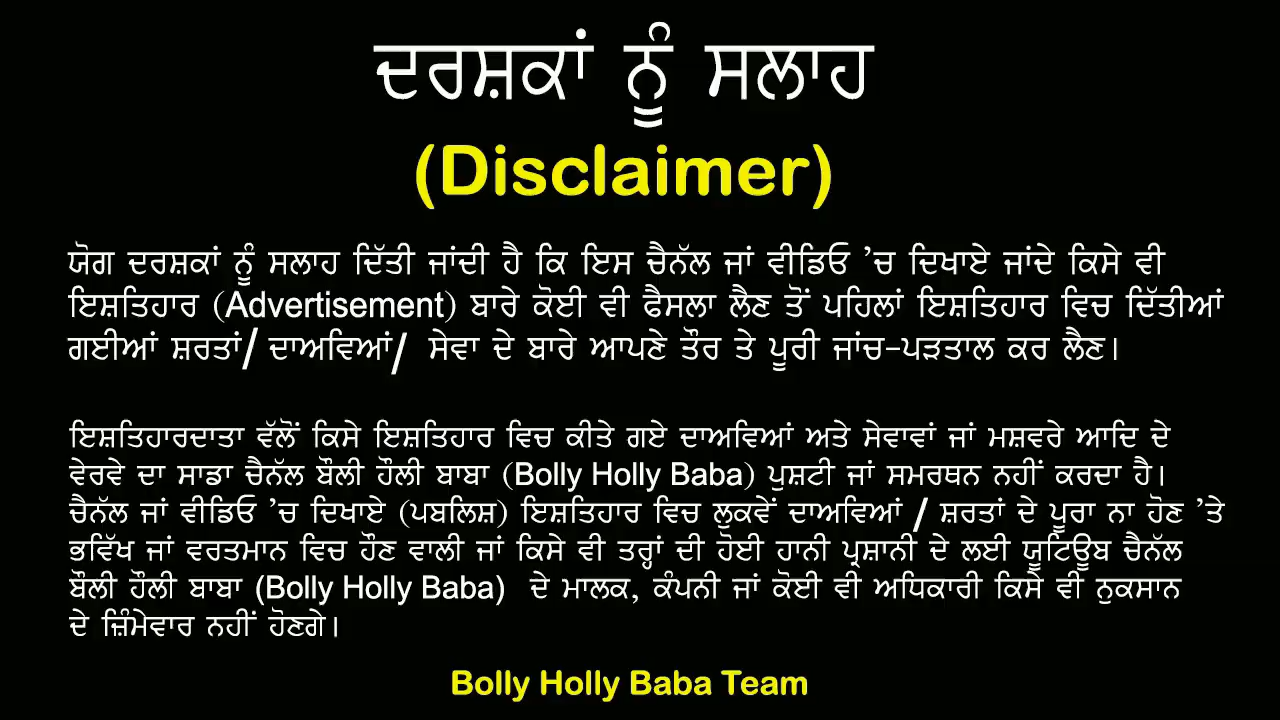 ਦਰਸ਼ਕਾਂ ਨੂੰ ਸਲਾਹ
(Disclaimer)
ਯੋਗ ਦਰਸ਼ਕਾਂ ਨੂੰ ਸਲਾਹ ਦਿੱਤੀ ਜਾਂਦੀ ਹੈ ਕਿ ਇਸ ਚੈਨੱਲ ਜਾਂ ਵੀਡਿਓ ’ਚ ਦਿਖਾਏ ਜਾਂਦੇ ਕਿਸੇ ਵੀ
ਇਸ਼ਤਿਹਾਰ (Advertisement) ਬਾਰੇ ਕੋਈ ਵੀ ਫੈਸਲਾ ਲੈਣ ਤੋਂ ਪਹਿਲਾਂ ਇਸ਼ਤਿਹਾਰ ਵਿਚ ਦਿੱਤੀਆਂ
ਗਈਆਂ ਸ਼ਰਤਾਂ/ ਦਾਅਵਿਆਂ/ ਸੇਵਾ ਦੇ ਬਾਰੇ ਆਪਣੇ ਤੌਰ ਤੇ ਪੂਰੀ ਜਾਂਚ-ਪੜਤਾਲ ਕਰ ਲੈਣ।
ਇਸ਼ਤਿਹਾਰਦਾਤਾ ਵੱਲੋਂ ਕਿਸੇ ਇਸ਼ਤਿਹਾਰ ਵਿਚ ਕੀਤੇ ਗਏ ਦਾਅਵਿਆਂ ਅਤੇ ਸੇਵਾਵਾਂ ਜਾਂ ਮਸ਼ਵਰੇ ਆਦਿ ਦੇ
ਵੇਰਵੇ ਦਾ ਸਾਡਾ ਚੈਨੱਲ ਬੌਲੀ ਹੌਲੀ ਬਾਬਾ (Bolly Holly Baba) ਪੁਸ਼ਟੀ ਜਾਂ ਸਮਰਥਨ ਨਹੀਂ ਕਰਦਾ ਹੈ।
ਚੈਨੱਲ ਜਾਂ ਵੀਡਿਓ ’ਚ ਦਿਖਾਏ (ਪਬਲਿਸ਼) ਇਸ਼ਤਿਹਾਰ ਵਿਚ ਲੁਕਵੇਂ ਦਾਅਵਿਆਂ / ਸ਼ਰਤਾਂ ਦੇ ਪੂਰਾ ਨਾ ਹੋਣ ’ਤੇ
ਭਵਿੱਖ ਜਾਂ ਵਰਤਮਾਨ ਵਿਚ ਹੌਣ ਵਾਲੀ ਜਾਂ ਕਿਸੇ ਵੀ ਤਰ੍ਹਾਂ ਦੀ ਹੋਈ ਹਾਨੀ ਪ੍ਰਸ਼ਾਨੀ ਦੇ ਲਈ ਯੂਟਿਊਬ ਚੈਨੱਲ
ਬੌਲੀ ਹੌਲੀ ਬਾਬਾ (Bolly Holly Baba) ਦੇ ਮਾਲਕ, ਕੰਪਨੀ ਜਾਂ ਕੋਈ ਵੀ ਅਧਿਕਾਰੀ ਕਿਸੇ ਵੀ ਨੁਕਸਾਨ
ਦੇ ਜ਼ਿੰਮੇਵਾਰ ਨਹੀਂ ਹੋਣਗੇ।
Bolly Holly Baba Team